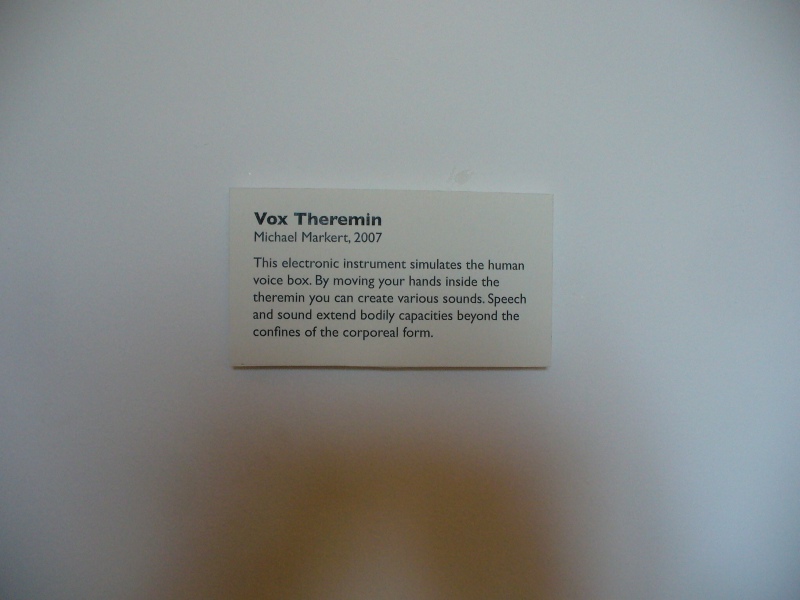 Vox Theremin
Michael Markert, 2007
This electronic instrument simulates the human
voice box. By moving your hands inside the
theremin you can create various sounds. Speech
and sound extend bodily capacities beyond the
confines of the corporeal form.